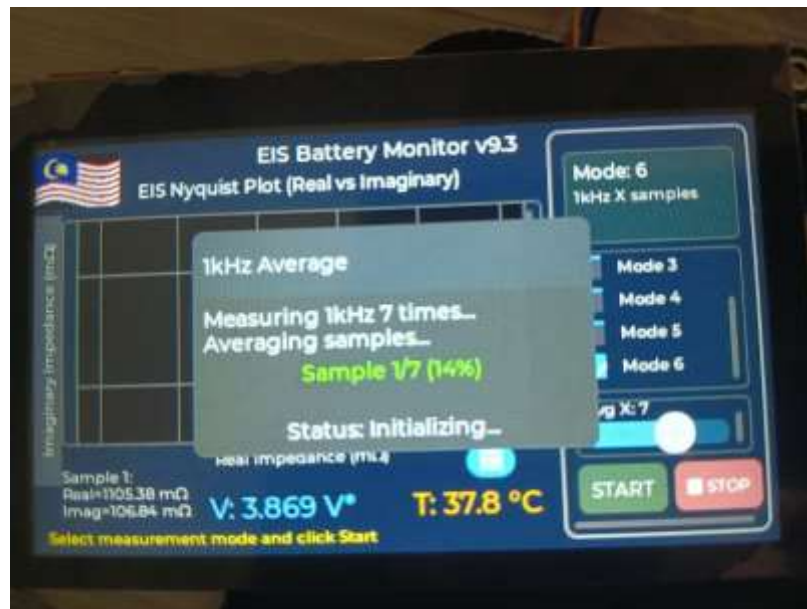 EIS Battery Monitor v9.3
EIS Nyquist Plot (Real vs Imaginary)
Imaginary Impedance (mΩ)
1kHz Average
Measuring 1kHz 7 times...
Averaging samples...
Sample 1/7 (14%)
Status: Initializing...
Real Impedance (mΩ)
Sample 1:
Real=1105.38 mΩ
Imag=106.84 mΩ
V: 3.869 V*
T: 37.8 °C
Select measurement mode and click Start
Mode: 6
1kHz X samples
Mode 3
Mode 4
Mode 5
Mode 6
X: 7
START
STOP